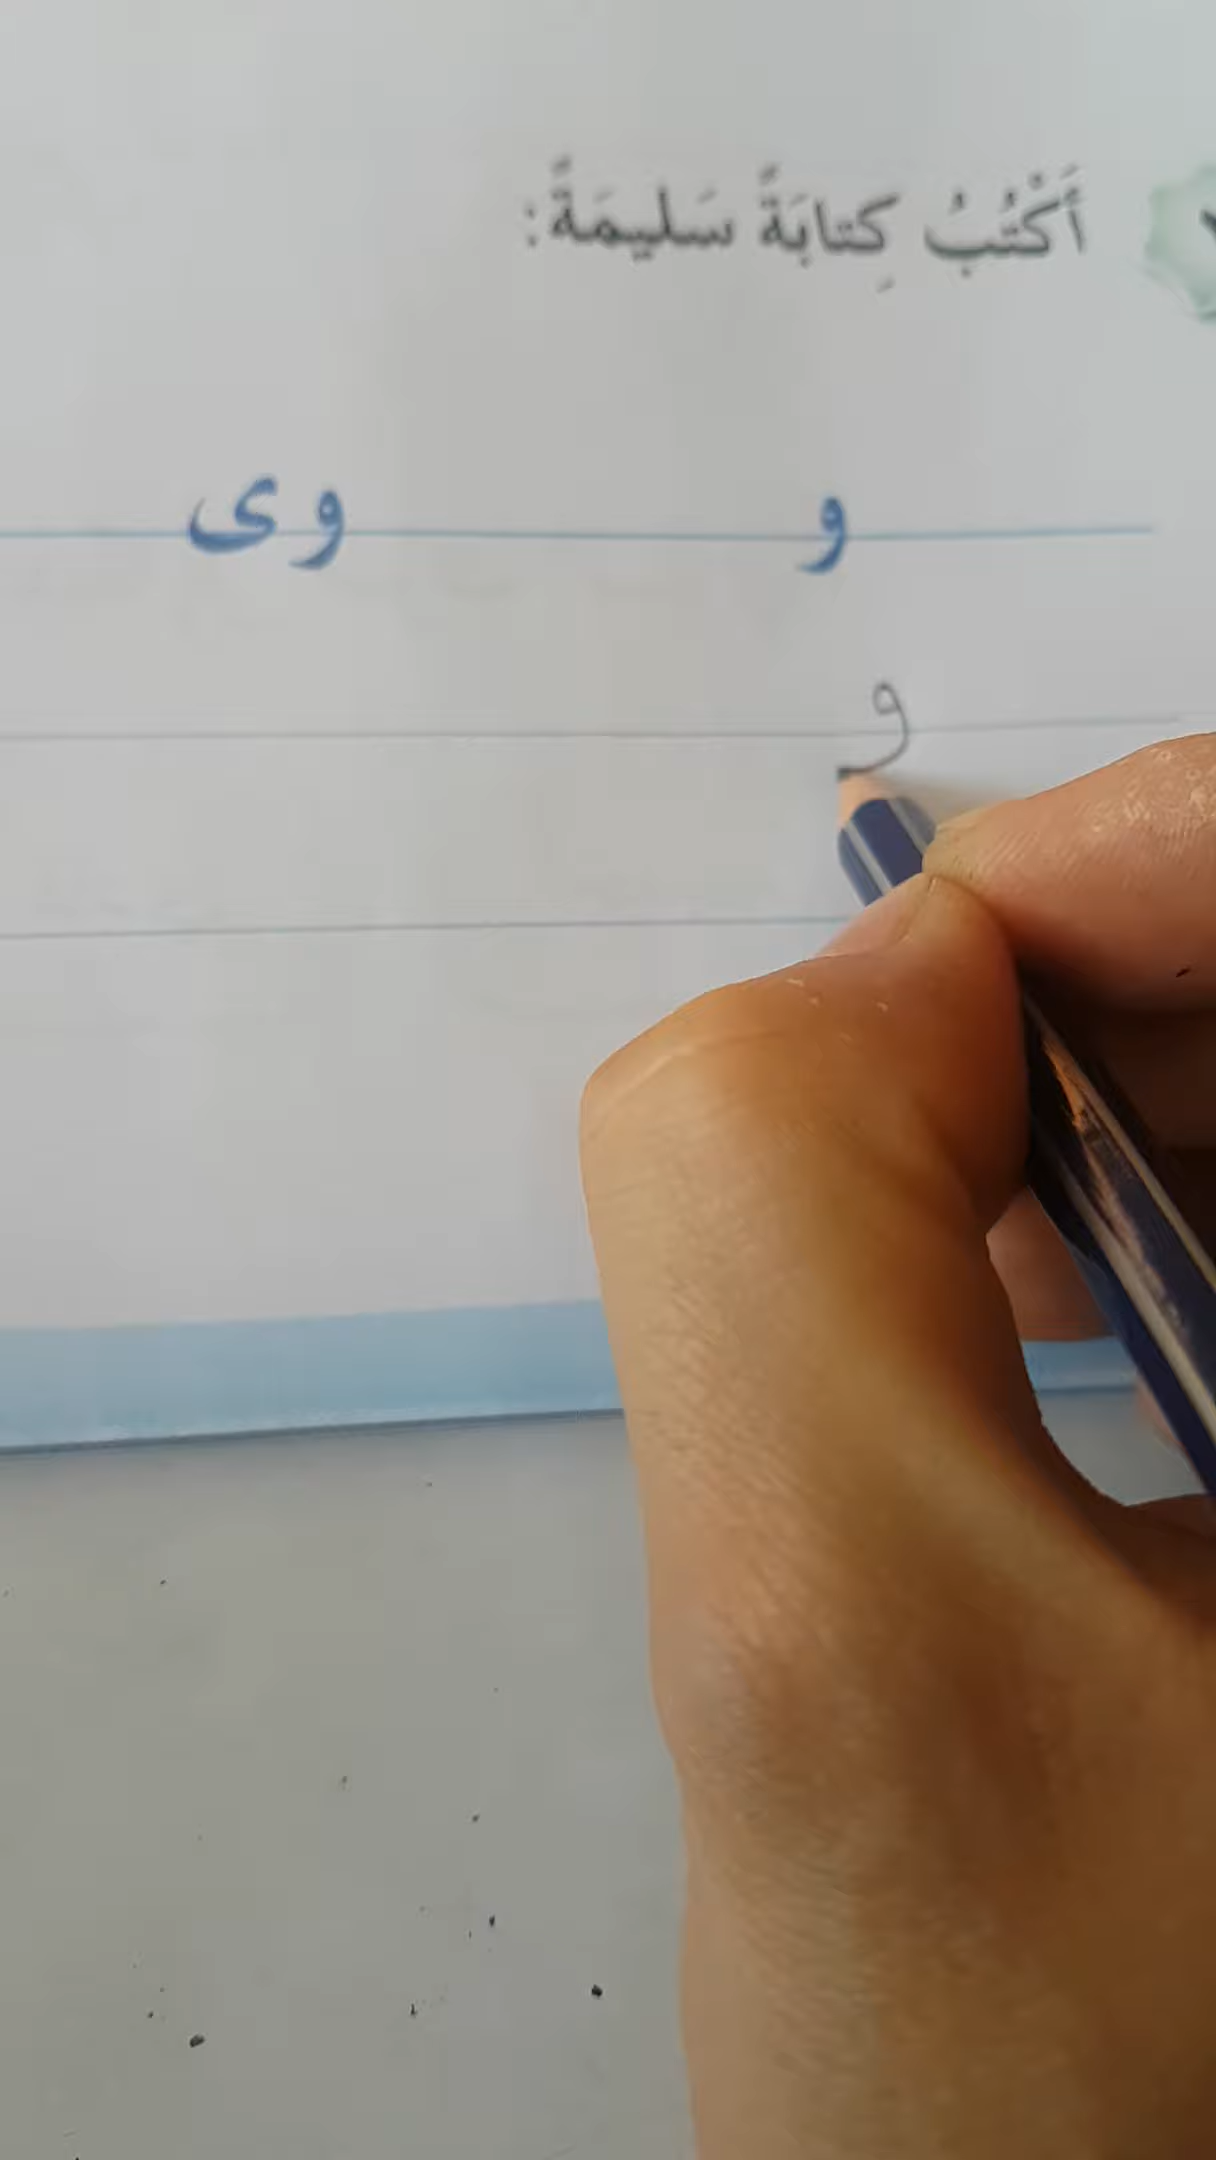 أَكْتُبُ كِتابَةً سَليمَةً:
و وى
و